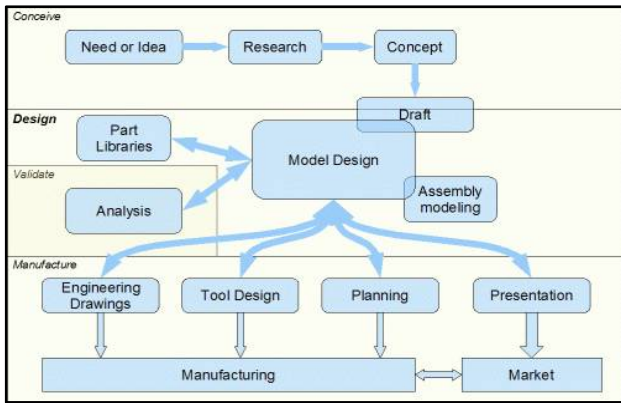 Conceive
Need or Idea
Research
Concept
Draft
Design
Part
Libraries
Model Design
Validate
Analysis
Assembly
modeling
Manufacture
Engineering
Drawings
Tool Design
Planning
Presentation
Manufacturing
Market